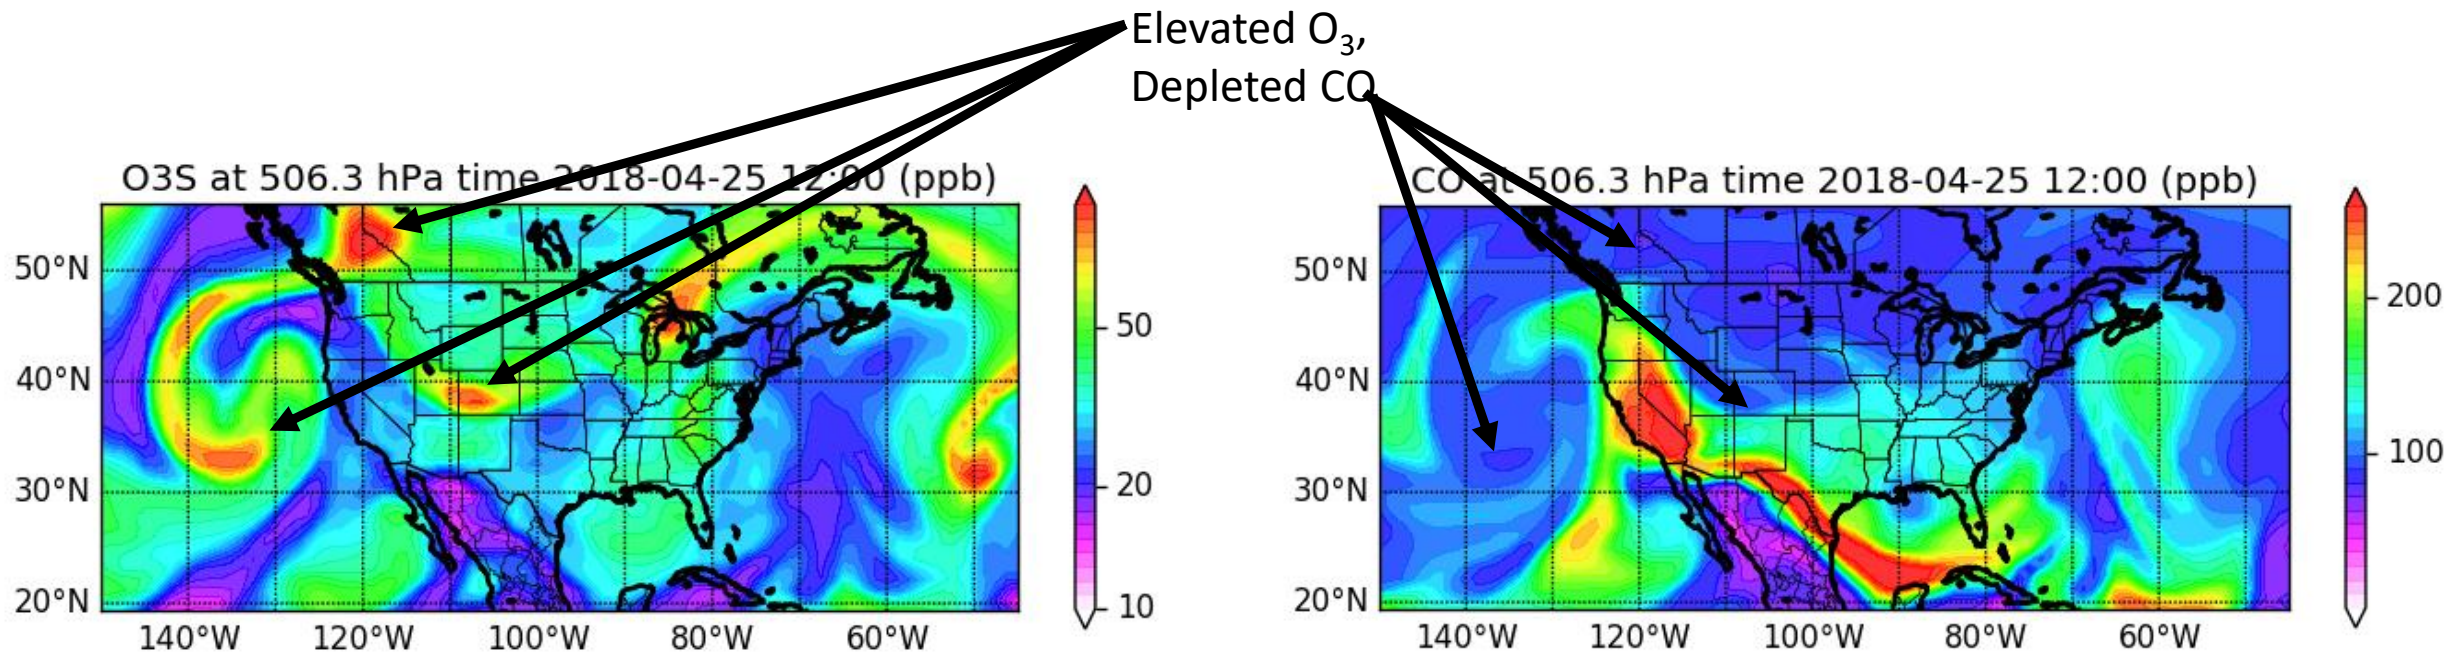 Elevated O₃,
Depleted CO
O3S at 506.3 hPa time 2018-04-25 12:00 (ppb)
50°N
40°N
30°N
20°N
140°W 120°W 100°W 80°W 60°W
50
20
10
CO at 506.3 hPa time 2018-04-25 12:00 (ppb)
50°N
40°N
30°N
20°N
140°W 120°W 100°W 80°W 60°W
200
100